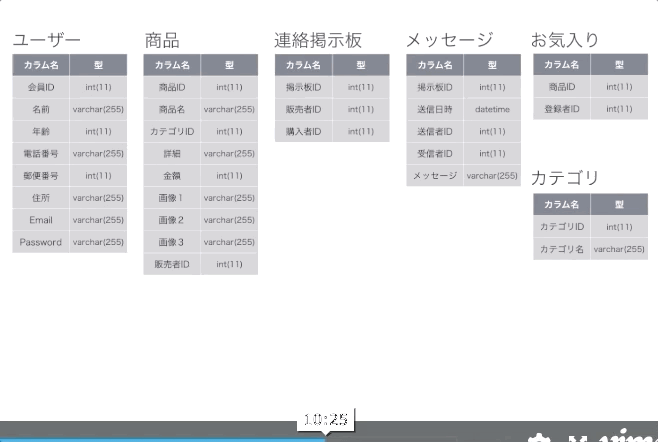 ユーザー
カラム名 型
会員ID int(11)
名前 varchar(255)
年齢 int(11)
電話番号 varchar(255)
郵便番号 int(11)
住所 varchar(255)
Email varchar(255)
Password varchar(255)
商品
カラム名 型
商品ID int(11)
商品名 varchar(255)
カテゴリID int(11)
詳細 varchar(255)
金額 int(11)
画像1 varchar(255)
画像2 varchar(255)
画像3 varchar(255)
販売者ID int(11)
連絡掲示板
カラム名 型
掲示板ID int(11)
販売者ID int(11)
購入者ID int(11)
メッセージ
カラム名 型
掲示板ID int(11)
送信日時 datetime
送信者ID int(11)
受信者ID int(11)
メッセージ varchar(255)
お気入り
カラム名 型
商品ID int(11)
登録者ID int(11)
カテゴリ
カラム名 型
カテゴリID int(11)
カテゴリ名 varchar(255)
10:25